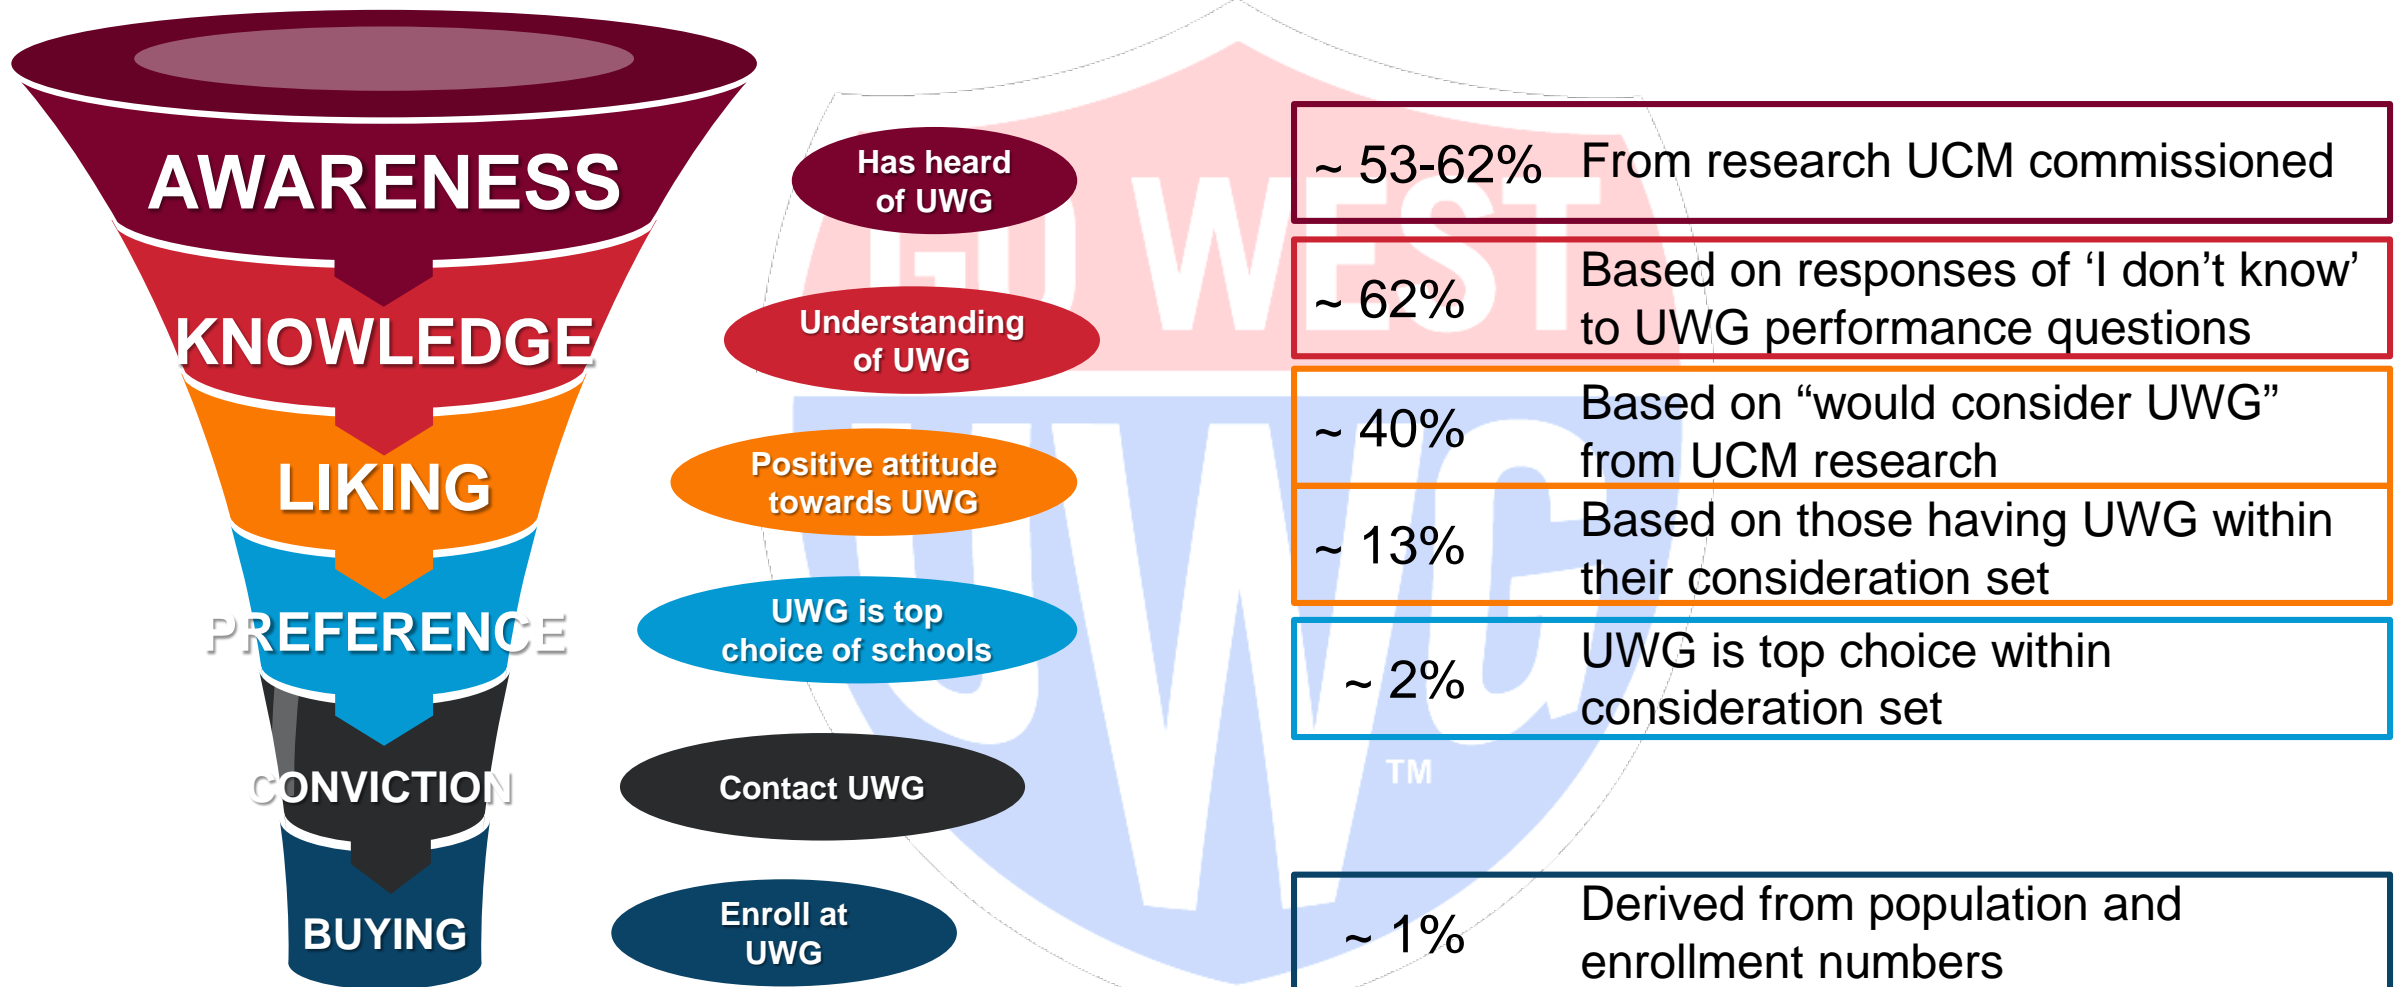 AWARENESS
Has heard
of UWG
~ 53-62%
From research UCM commissioned
KNOWLEDGE
Understanding
of UWG
~ 62%
Based on responses of ‘I don’t know’
to UWG performance questions
LIKING
Positive attitude
towards UWG
~ 40%
Based on “would consider UWG”
from UCM research
~ 13%
Based on those having UWG within
their consideration set
PREFERENCE
UWG is top
choice of schools
~ 2%
UWG is top choice within
consideration set
CONVICTION
Contact UWG
BUYING
Enroll at
UWG
~ 1%
Derived from population and
enrollment numbers
GO WEST
UWG
TM